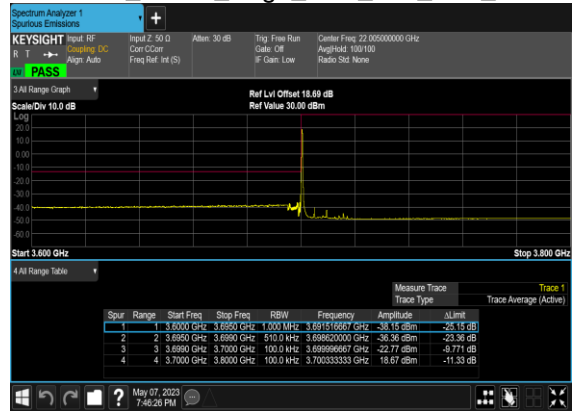 Spectrum Analyzer 1
Spurious Emissions
KEYSIGHT Input: RF Input Z: 50 Ω Atten: 30 dB Trig: Free Run Center Freq: 22.005000000 GHz
R T Coupling: DC Corr CCorr Gate: Off Avg|Hold: 100/100
Align: Auto Freq Ref: Int (S) IF Gain: Low Radio Std: None
LW PASS
3 All Range Graph Ref Lvl Offset 18.69 dB
Scale/Div 10.0 dB Ref Value 30.00 dBm
Log
20.0
10.0
0.00
-10.0
-20.0
-30.0
-40.0
-50.0
-60.0
Start 3.600 GHz Stop 3.800 GHz
4 All Range Table
Measure Trace Trace 1
Trace Type Trace Average (Active)
Spur Range Start Freq Stop Freq RBW Frequency Amplitude ΔLimit
1 1 3.6000 GHz 3.6950 GHz 1.000 MHz 3.691516667 GHz -38.15 dBm -25.15 dB
2 2 3.6950 GHz 3.6990 GHz 510.0 kHz 3.698620000 GHz -36.36 dBm -23.36 dB
3 3 3.6990 GHz 3.7000 GHz 100.0 kHz 3.699996667 GHz -22.77 dBm -9.771 dB
4 4 3.7000 GHz 3.8000 GHz 100.0 kHz 3.700333333 GHz 18.67 dBm -11.33 dB
May 07, 2023
7:46:26 PM